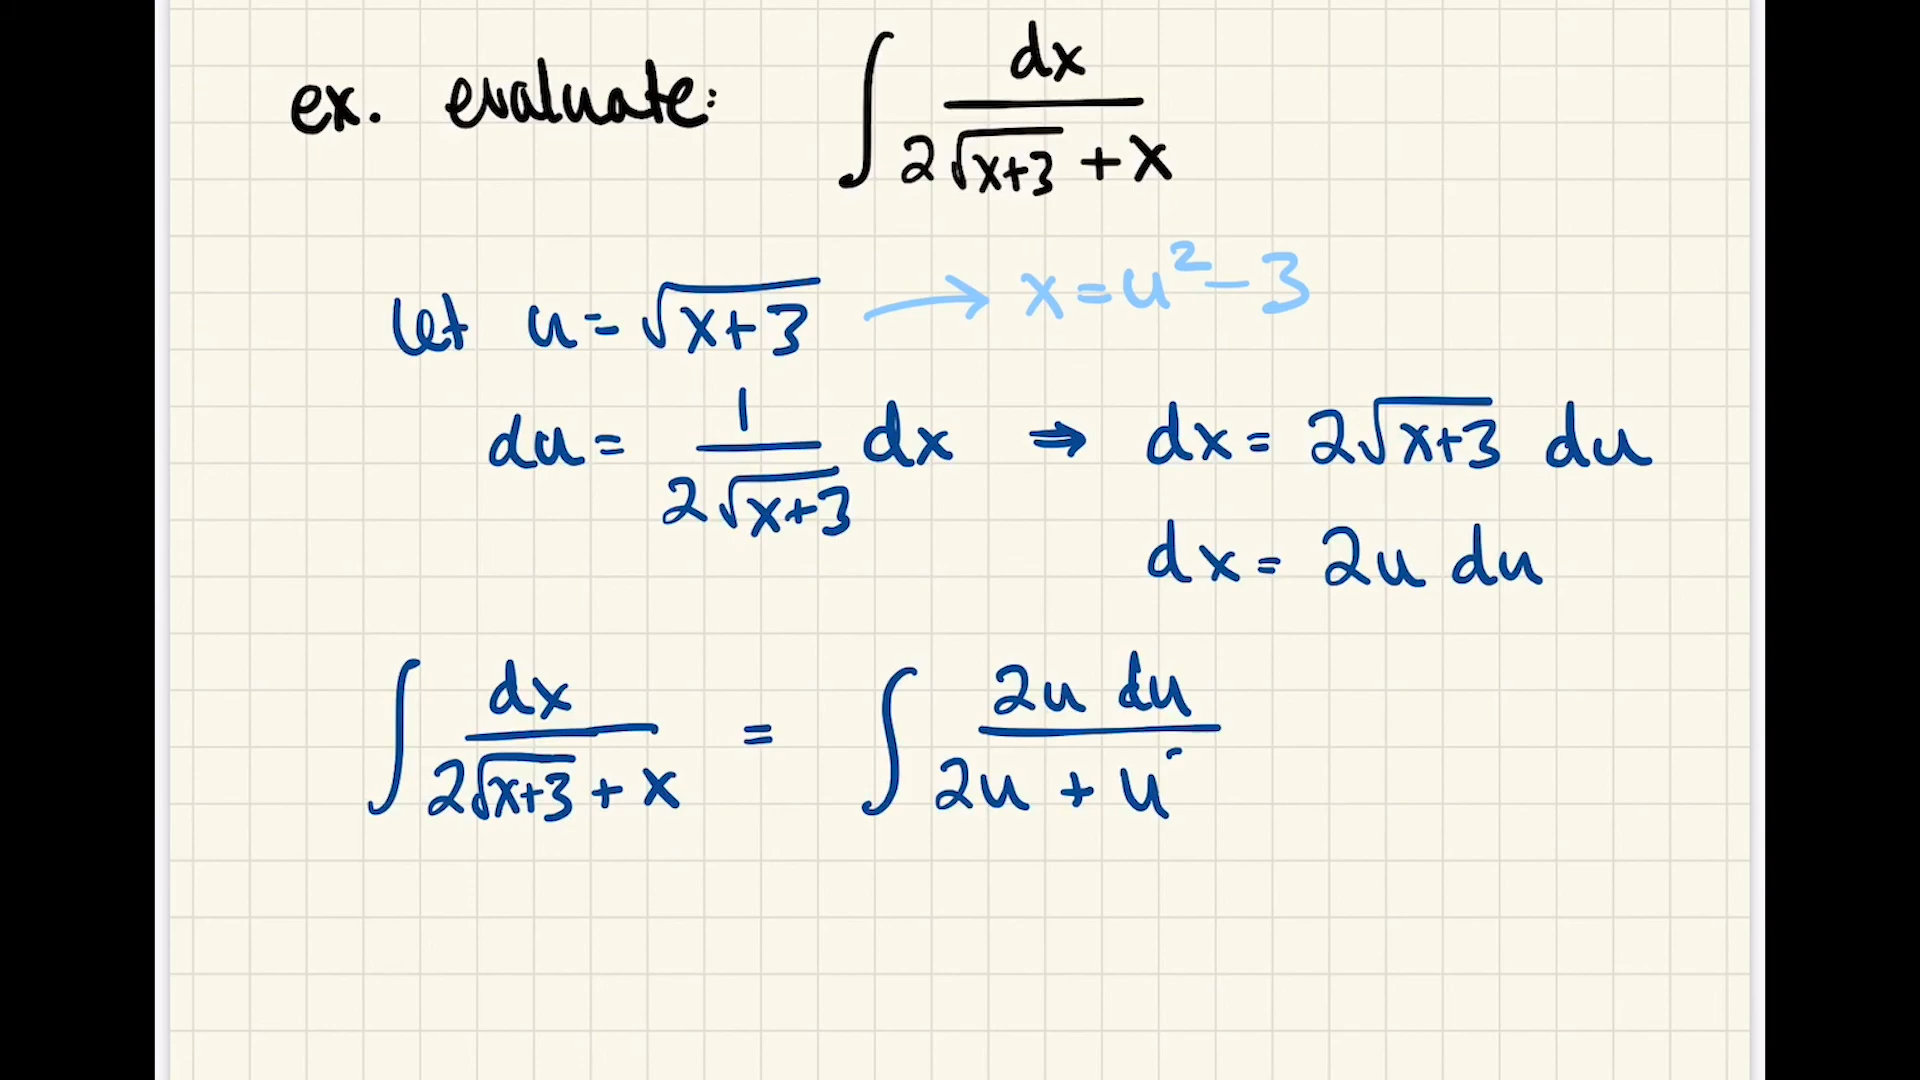 ex. evaluate: ∫ dx / (2√(x+3) + x)
let u = √(x+3) → x = u² - 3
du = 1 / (2√(x+3)) dx ⇒ dx = 2√(x+3) du
dx = 2u du
∫ dx / (2√(x+3) + x) = ∫ 2u du / (2u + u